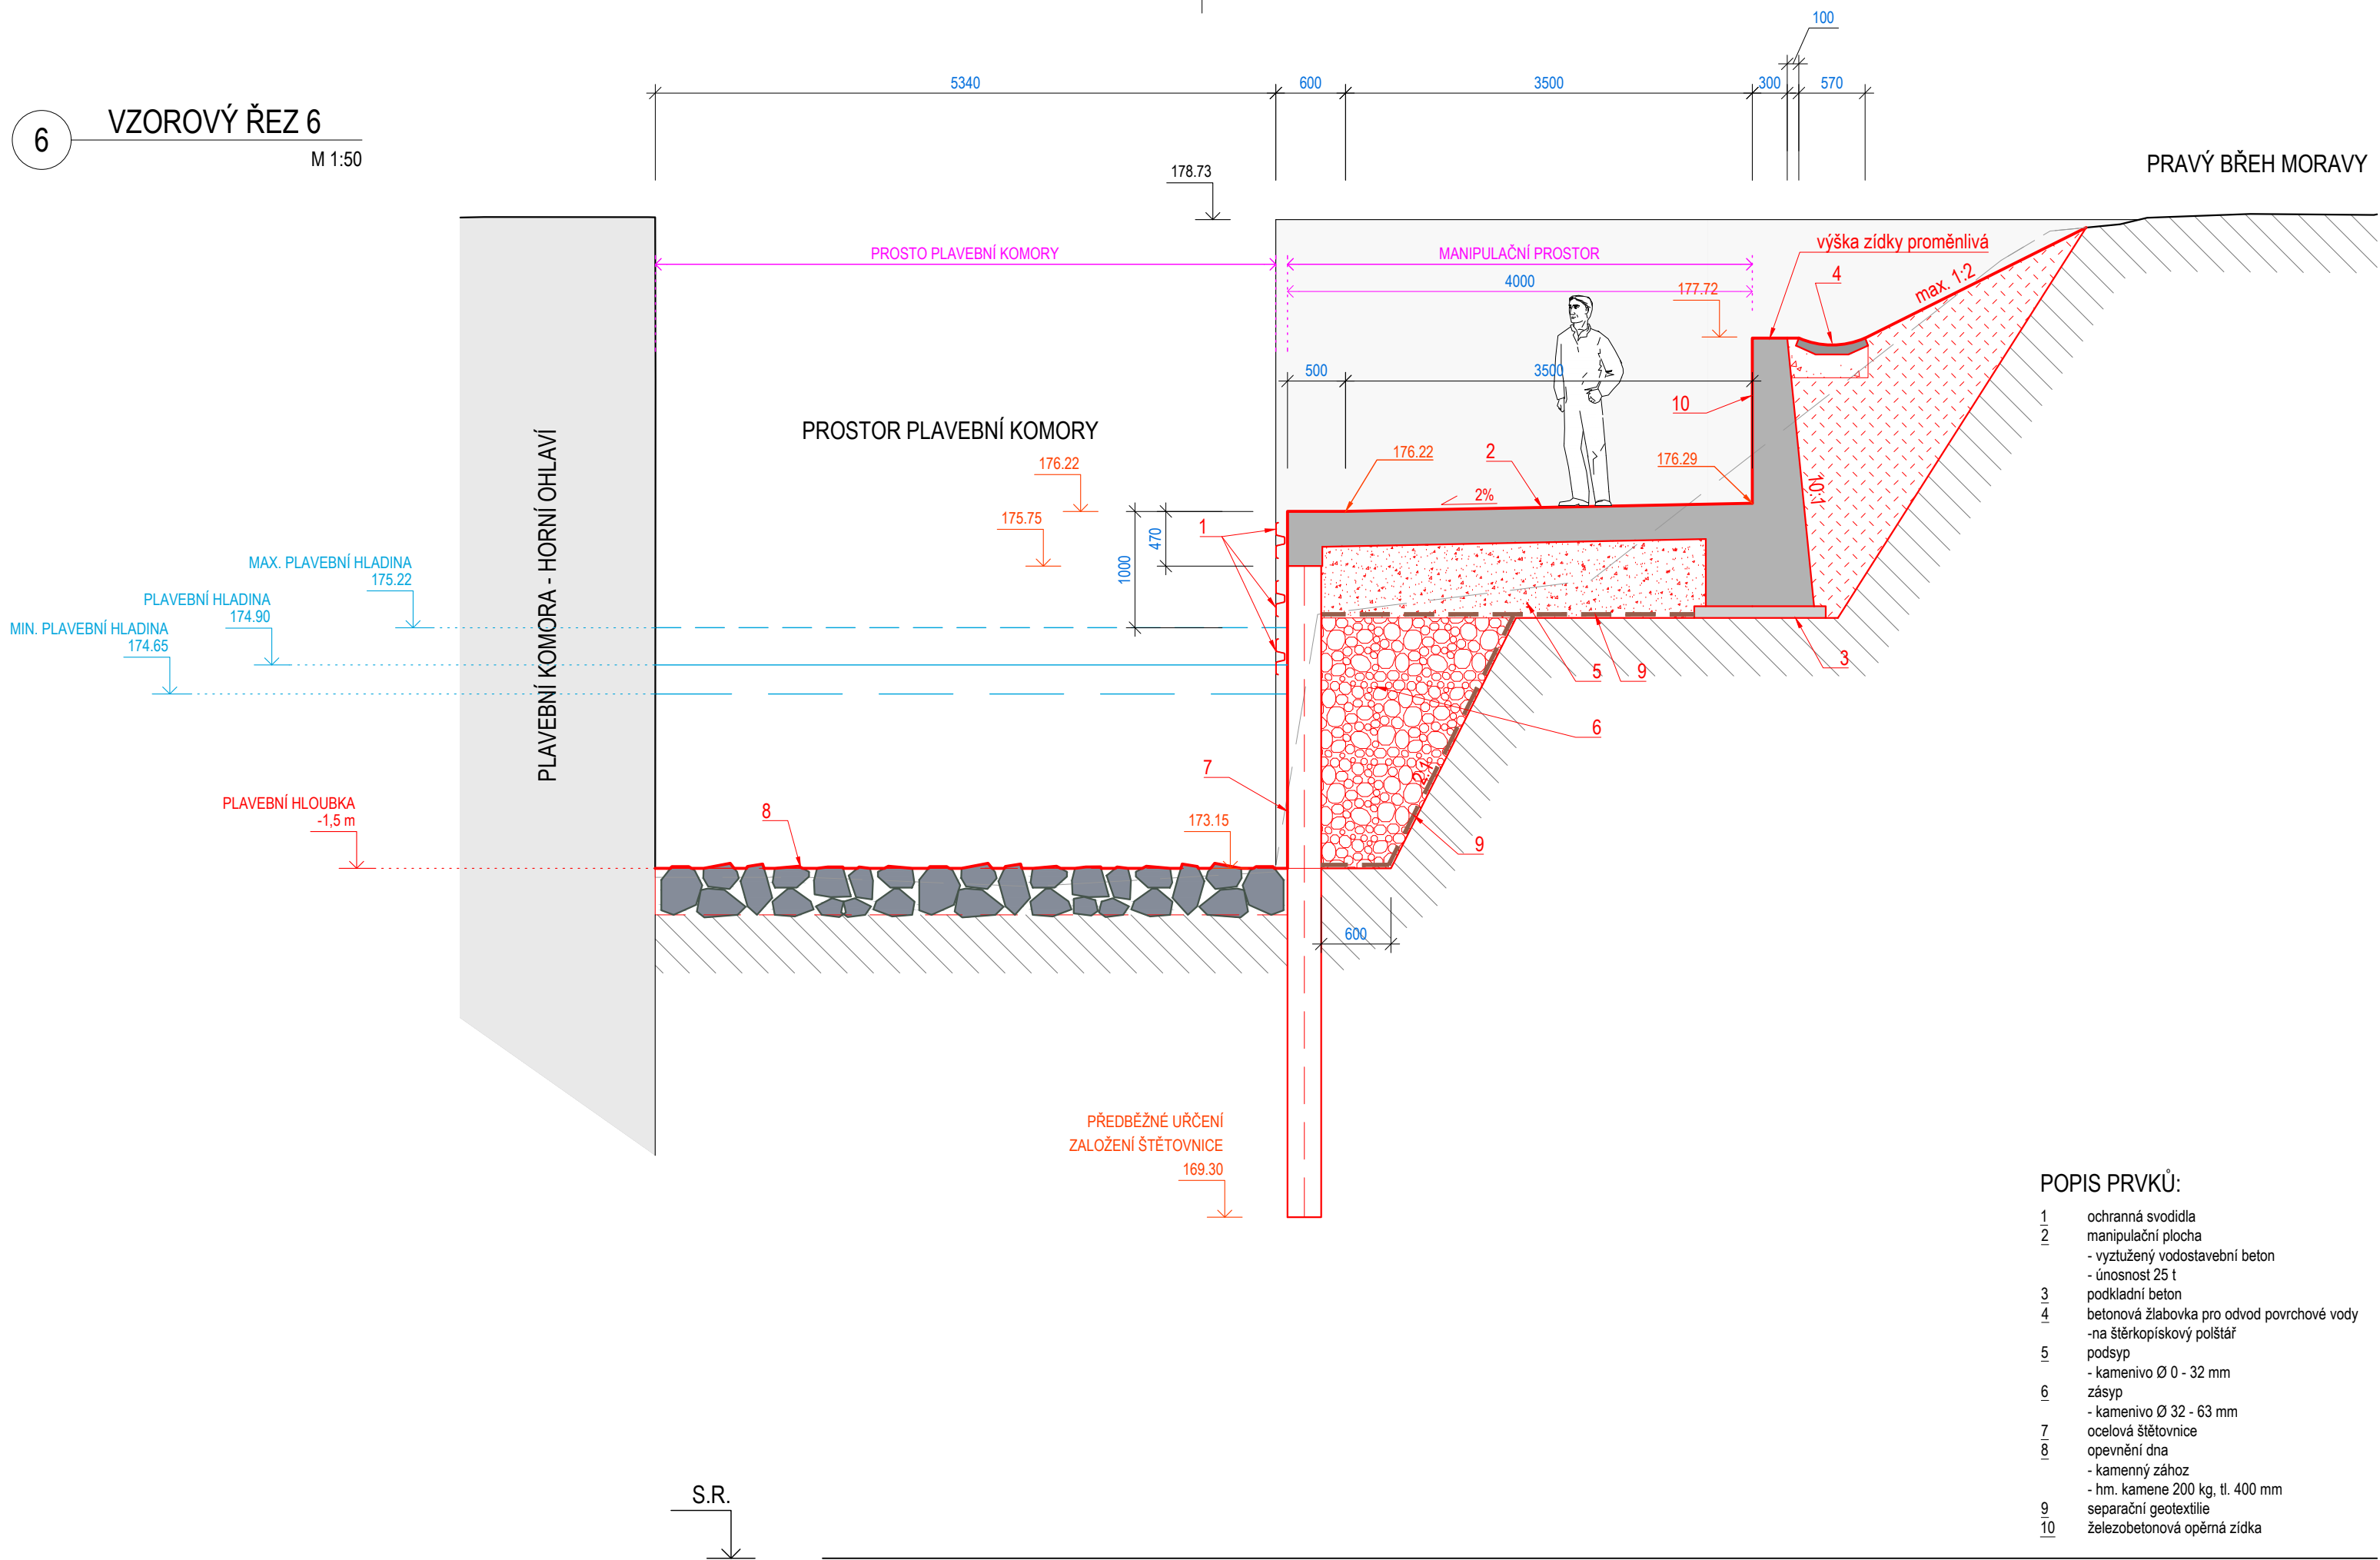 100
5340
600
3500
300
570
6
VZOROVÝ ŘEZ 6
M 1:50
PRAVÝ BŘEH MORAVY
178.73
PROSTO PLAVEBNÍ KOMORY
MANIPULAČNÍ PROSTOR
4000
výška zídky proměnlivá
4
max. 1:2
177.72
500
3500
10
PROSTOR PLAVEBNÍ KOMORY
176.22
176.22
2
176.29
2%
10:1
175.75
1
470
1000
PLAVEBNÍ KOMORA - HORNÍ OHLAVÍ
MAX. PLAVEBNÍ HLADINA
175.22
PLAVEBNÍ HLADINA
174.90
MIN. PLAVEBNÍ HLADINA
174.65
5
9
3
6
7
2:1
PLAVEBNÍ HLOUBKA
-1,5 m
8
173.15
9
600
PŘEDBĚŽNÉ UŘČENÍ
ZALOŽENÍ ŠTĚTOVNICE
169.30
POPIS PRVKŮ:
1 ochranná svodidla
2 manipulační plocha
- vyztužený vodostavební beton
- únosnost 25 t
3 podkladní beton
4 betonová žlabovka pro odvod povrchové vody
-na štěrkopískový polštář
5 podsyp
- kamenivo Ø 0 - 32 mm
6 zásyp
- kamenivo Ø 32 - 63 mm
7 ocelová štětovnice
8 opevnění dna
- kamenný zához
- hm. kamene 200 kg, tl. 400 mm
9 separační geotextilie
10 železobetonová opěrná zídka
S.R.